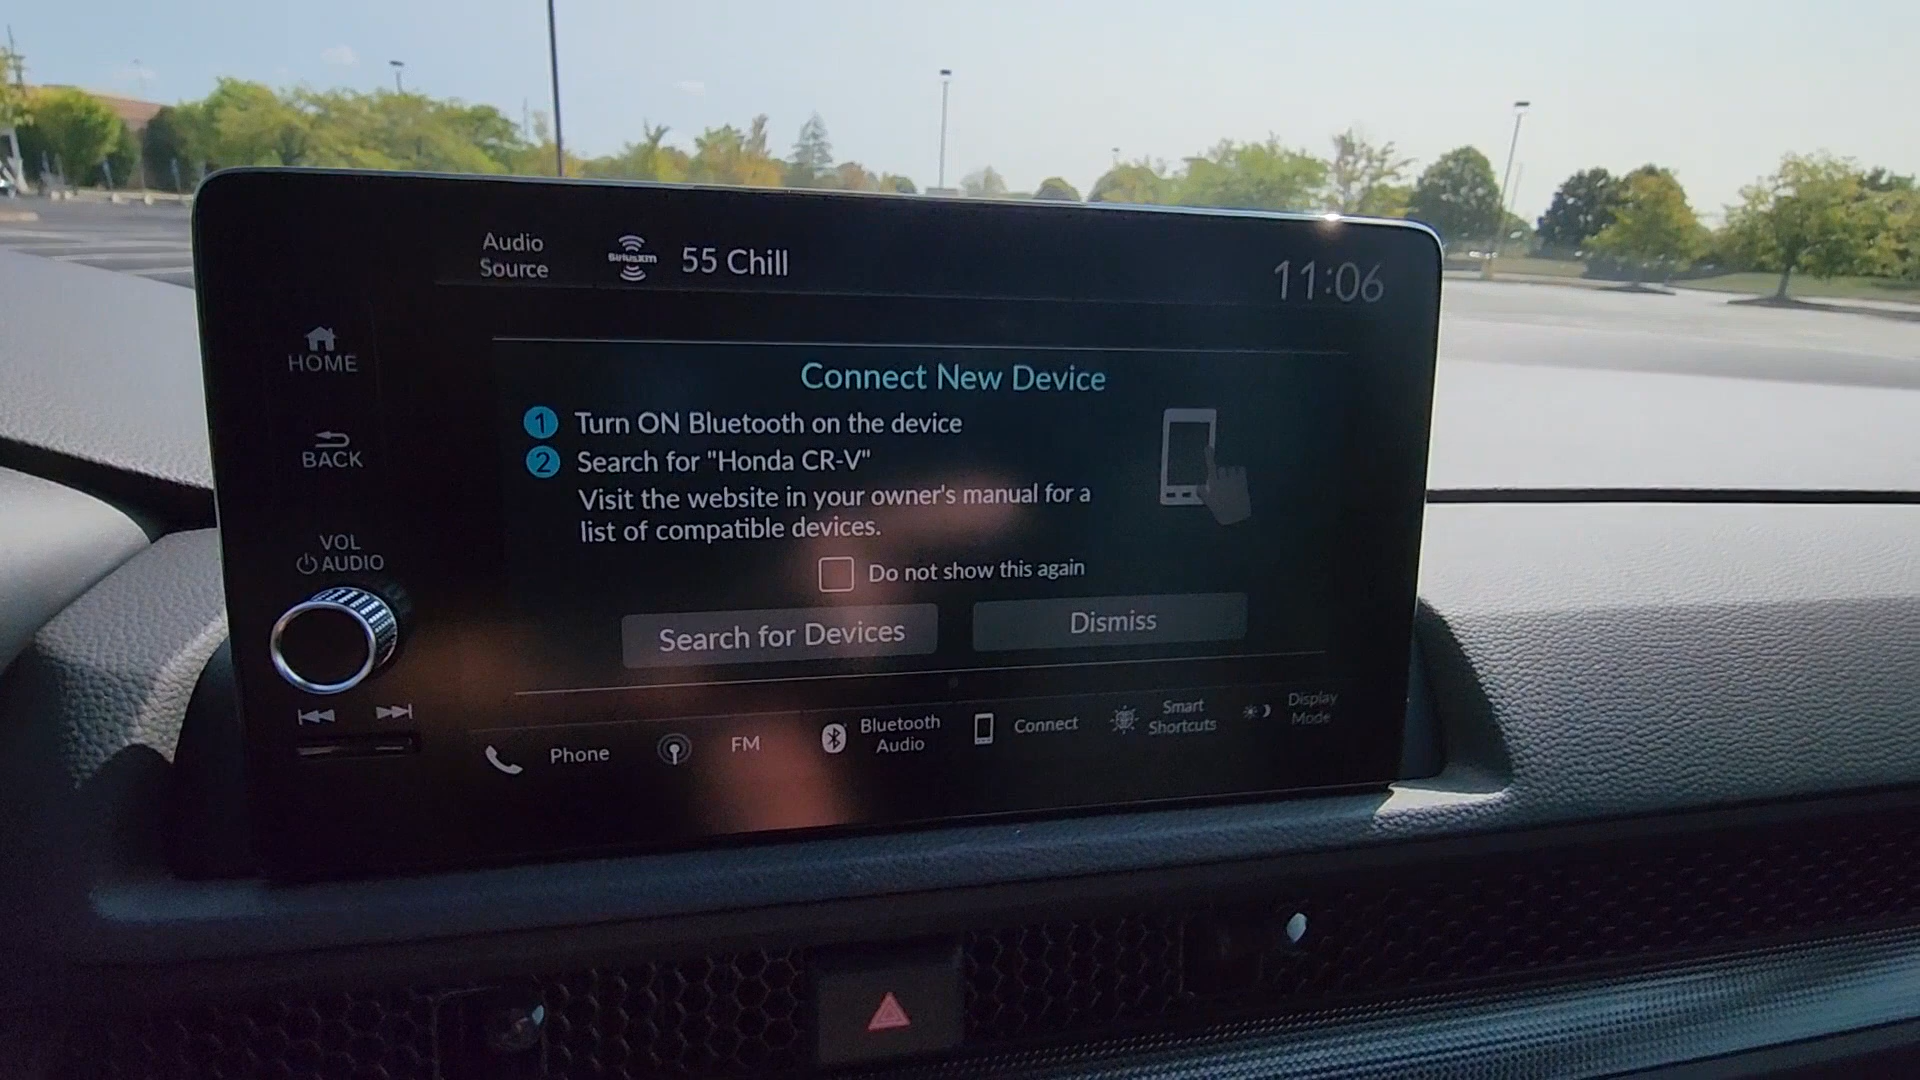 Audio
Source
SiriusXM
55 Chill
11:06
HOME
BACK
VOL
AUDIO
Connect New Device
1 Turn ON Bluetooth on the device
2 Search for "Honda CR-V"
Visit the website in your owner's manual for a
list of compatible devices.
Do not show this again
Search for Devices
Dismiss
Phone
FM
Bluetooth
Audio
Connect
Smart
Shortcuts
Display
Mode